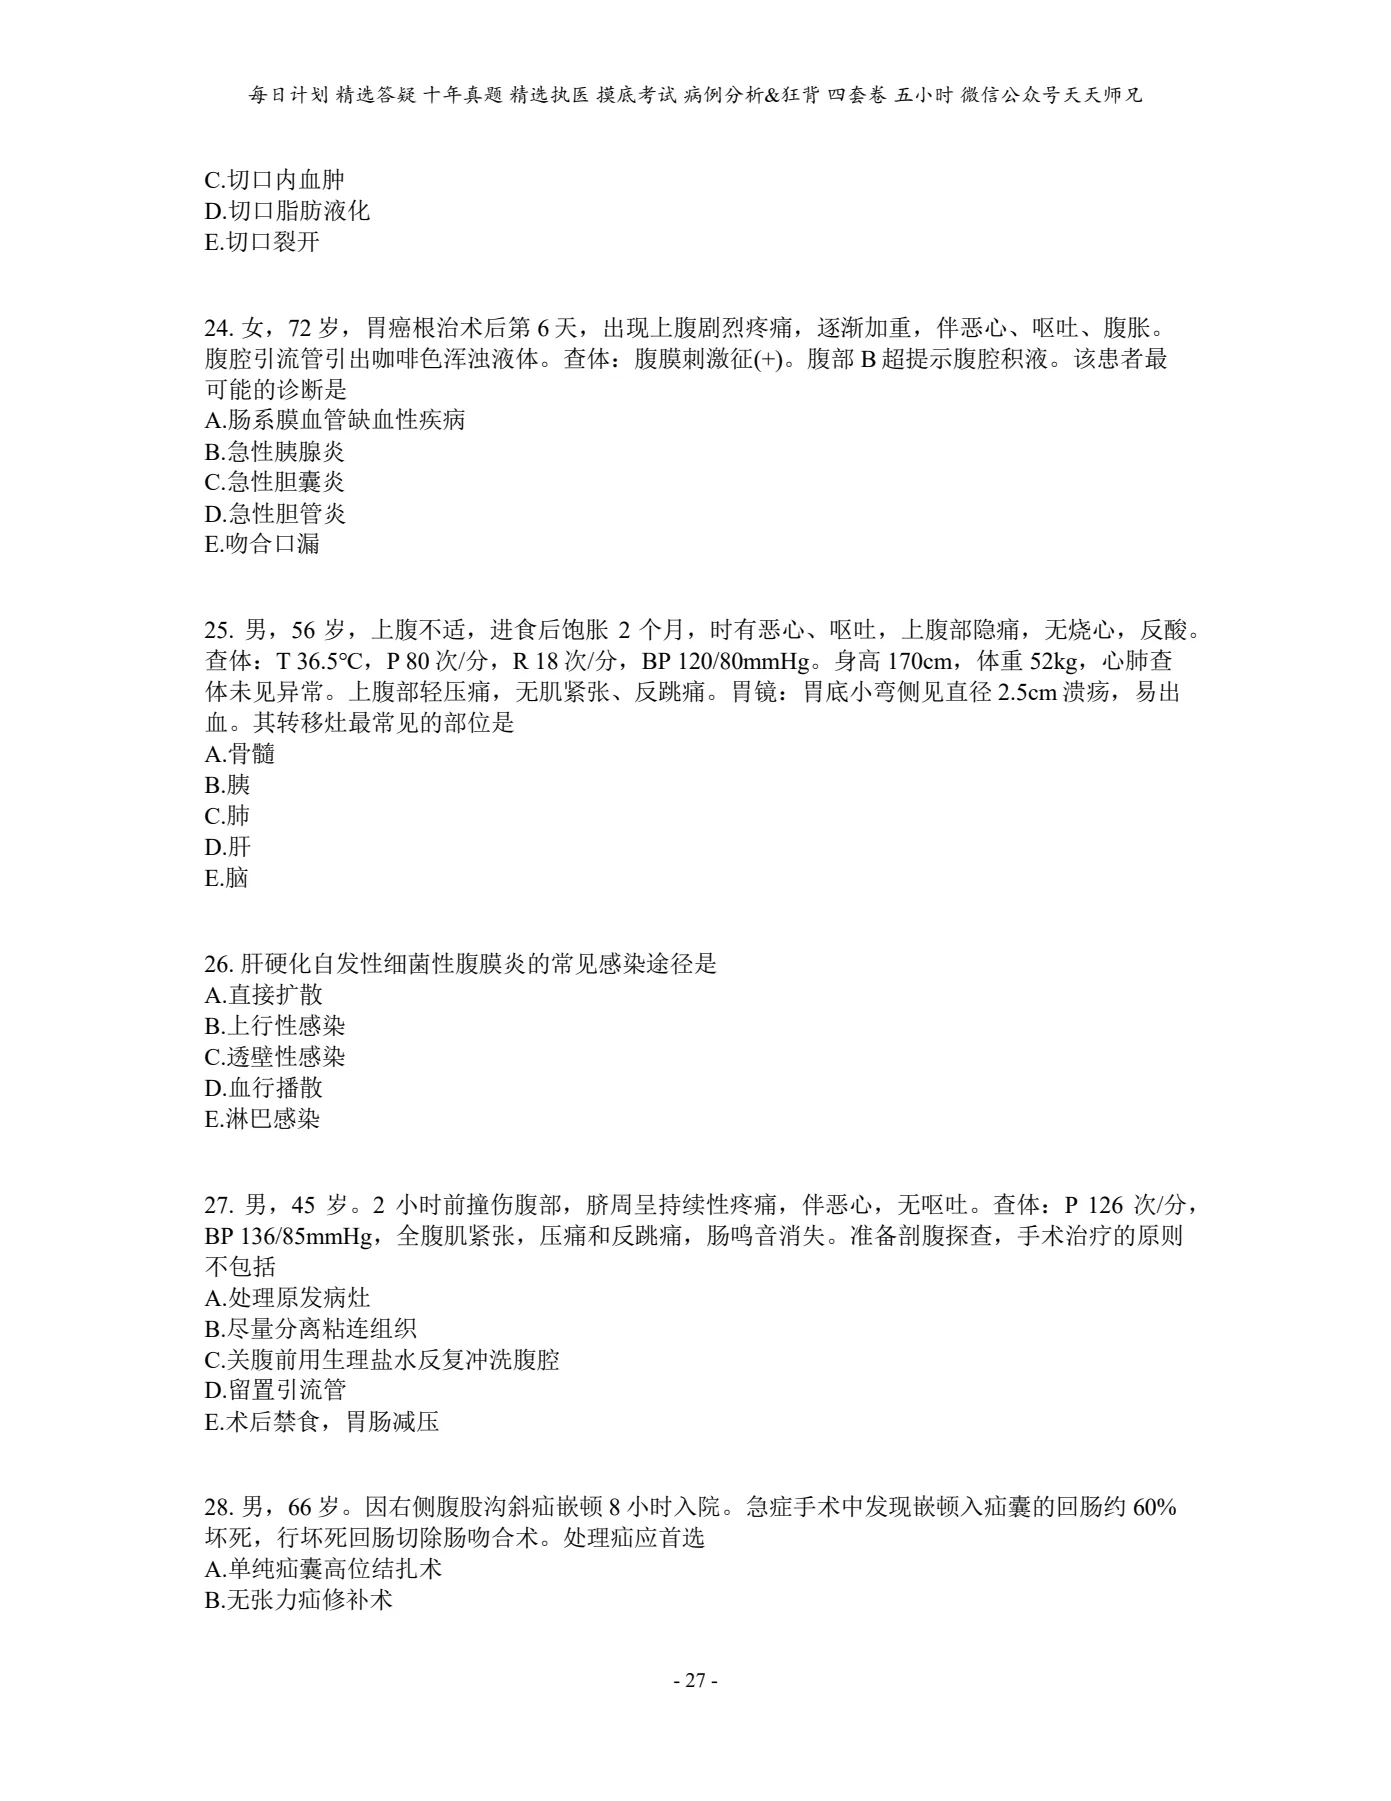 每日计划 精选答疑 十年真题 精选执医 摸底考试 病例分析&狂背 四套卷 五小时 微信公众号天天师兄
C.切口内血肿
D.切口脂肪液化
E.切口裂开
24. 女，72 岁，胃癌根治术后第 6 天，出现上腹剧烈疼痛，逐渐加重，伴恶心、呕吐、腹胀。
腹腔引流管引出咖啡色浑浊液体。查体：腹膜刺激征(+)。腹部 B 超提示腹腔积液。该患者最
可能的诊断是
A.肠系膜血管缺血性疾病
B.急性胰腺炎
C.急性胆囊炎
D.急性胆管炎
E.吻合口漏
25. 男，56 岁，上腹不适，进食后饱胀 2 个月，时有恶心、呕吐，上腹部隐痛，无烧心，反酸。
查体：T 36.5℃，P 80 次/分，R 18 次/分，BP 120/80mmHg。身高 170cm，体重 52kg，心肺查
体未见异常。上腹部轻压痛，无肌紧张、反跳痛。胃镜：胃底小弯侧见直径 2.5cm 溃疡，易出
血。其转移灶最常见的部位是
A.骨髓
B.胰
C.肺
D.肝
E.脑
26. 肝硬化自发性细菌性腹膜炎的常见感染途径是
A.直接扩散
B.上行性感染
C.透壁性感染
D.血行播散
E.淋巴感染
27. 男，45 岁。2 小时前撞伤腹部，脐周呈持续性疼痛，伴恶心，无呕吐。查体：P 126 次/分，
BP 136/85mmHg，全腹肌紧张，压痛和反跳痛，肠鸣音消失。准备剖腹探查，手术治疗的原则
不包括
A.处理原发病灶
B.尽量分离粘连组织
C.关腹前用生理盐水反复冲洗腹腔
D.留置引流管
E.术后禁食，胃肠减压
28. 男，66 岁。因右侧腹股沟斜疝嵌顿 8 小时入院。急症手术中发现嵌顿入疝囊的回肠约 60%
坏死，行坏死回肠切除肠吻合术。处理疝应首选
A.单纯疝囊高位结扎术
B.无张力疝修补术
- 27 -